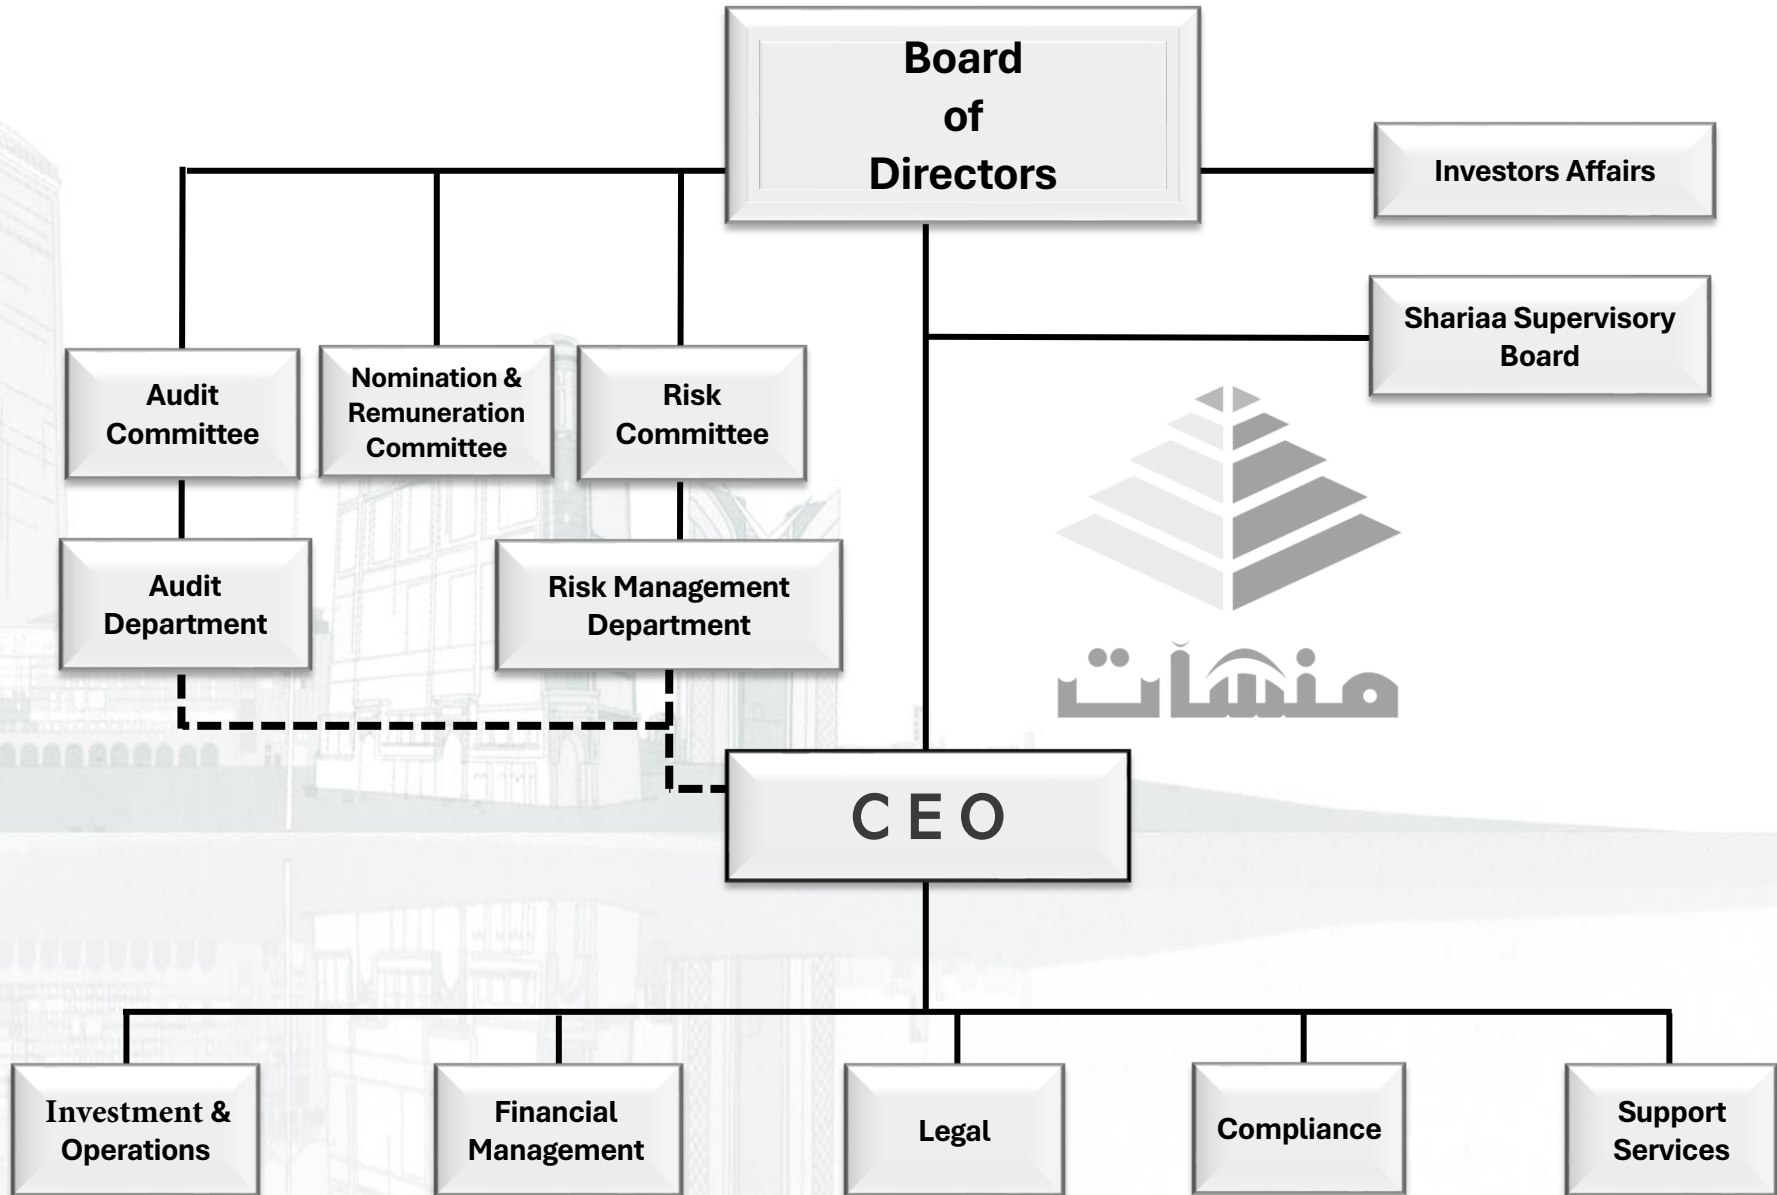 Board
of
Directors
Investors Affairs
Shariaa Supervisory
Board
Audit
Committee
Nomination &
Remuneration
Committee
Risk
Committee
Audit
Department
Risk Management
Department
منشآت
C E O
Investment &
Operations
Financial
Management
Legal
Compliance
Support
Services